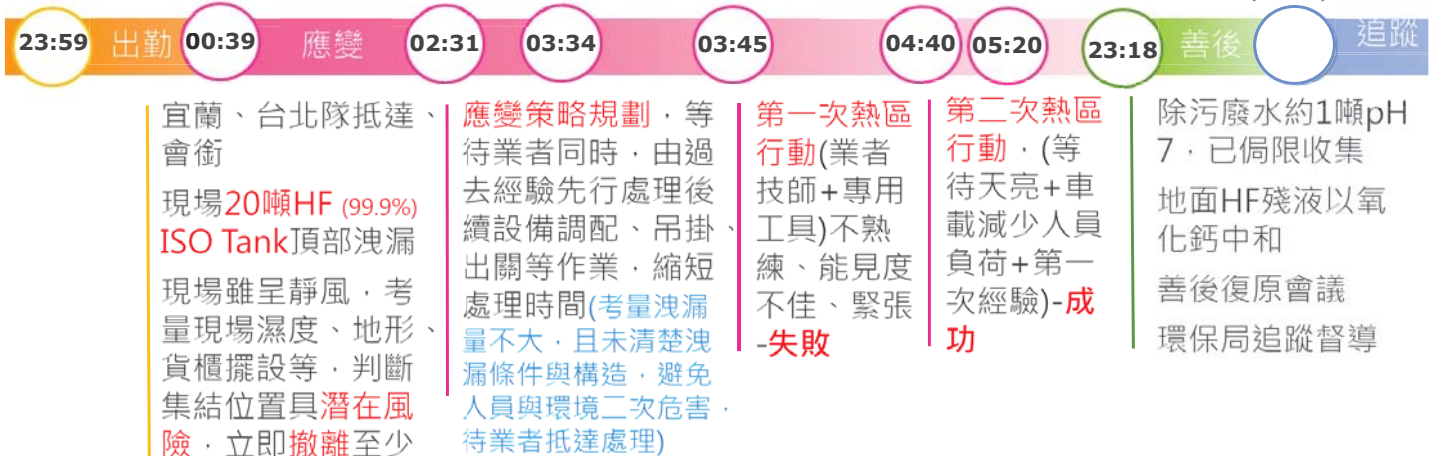 23:59 出勤 00:39 應變 02:31 03:34 03:45 04:40 05:20 23:18 善後 追蹤
宜蘭、台北隊抵達、
會銜
現場20噸HF (99.9%)
ISO Tank頂部洩漏
現場雖呈靜風，考
量現場濕度、地形、
貨櫃擺設等，判斷
集結位置具潛在風
險，立即撤離至少
應變策略規劃，等
待業者同時，由過
去經驗先行處理後
續設備調配、吊掛、
出關等作業，縮短
處理時間(考量洩漏
量不大，且未清楚洩
漏條件與構造，避免
人員與環境二次危害，
待業者抵達處理)
第一次熱區
行動(業者
技師+專用
工具)不熟
練、能見度
不佳、緊張
-失敗
第二次熱區
行動，(等
待天亮+車
載減少人員
負荷+第一
次經驗)-成
功
除污廢水約1噸pH
7，已侷限收集
地面HF殘液以氧
化鈣中和
善後復原會議
環保局追蹤督導